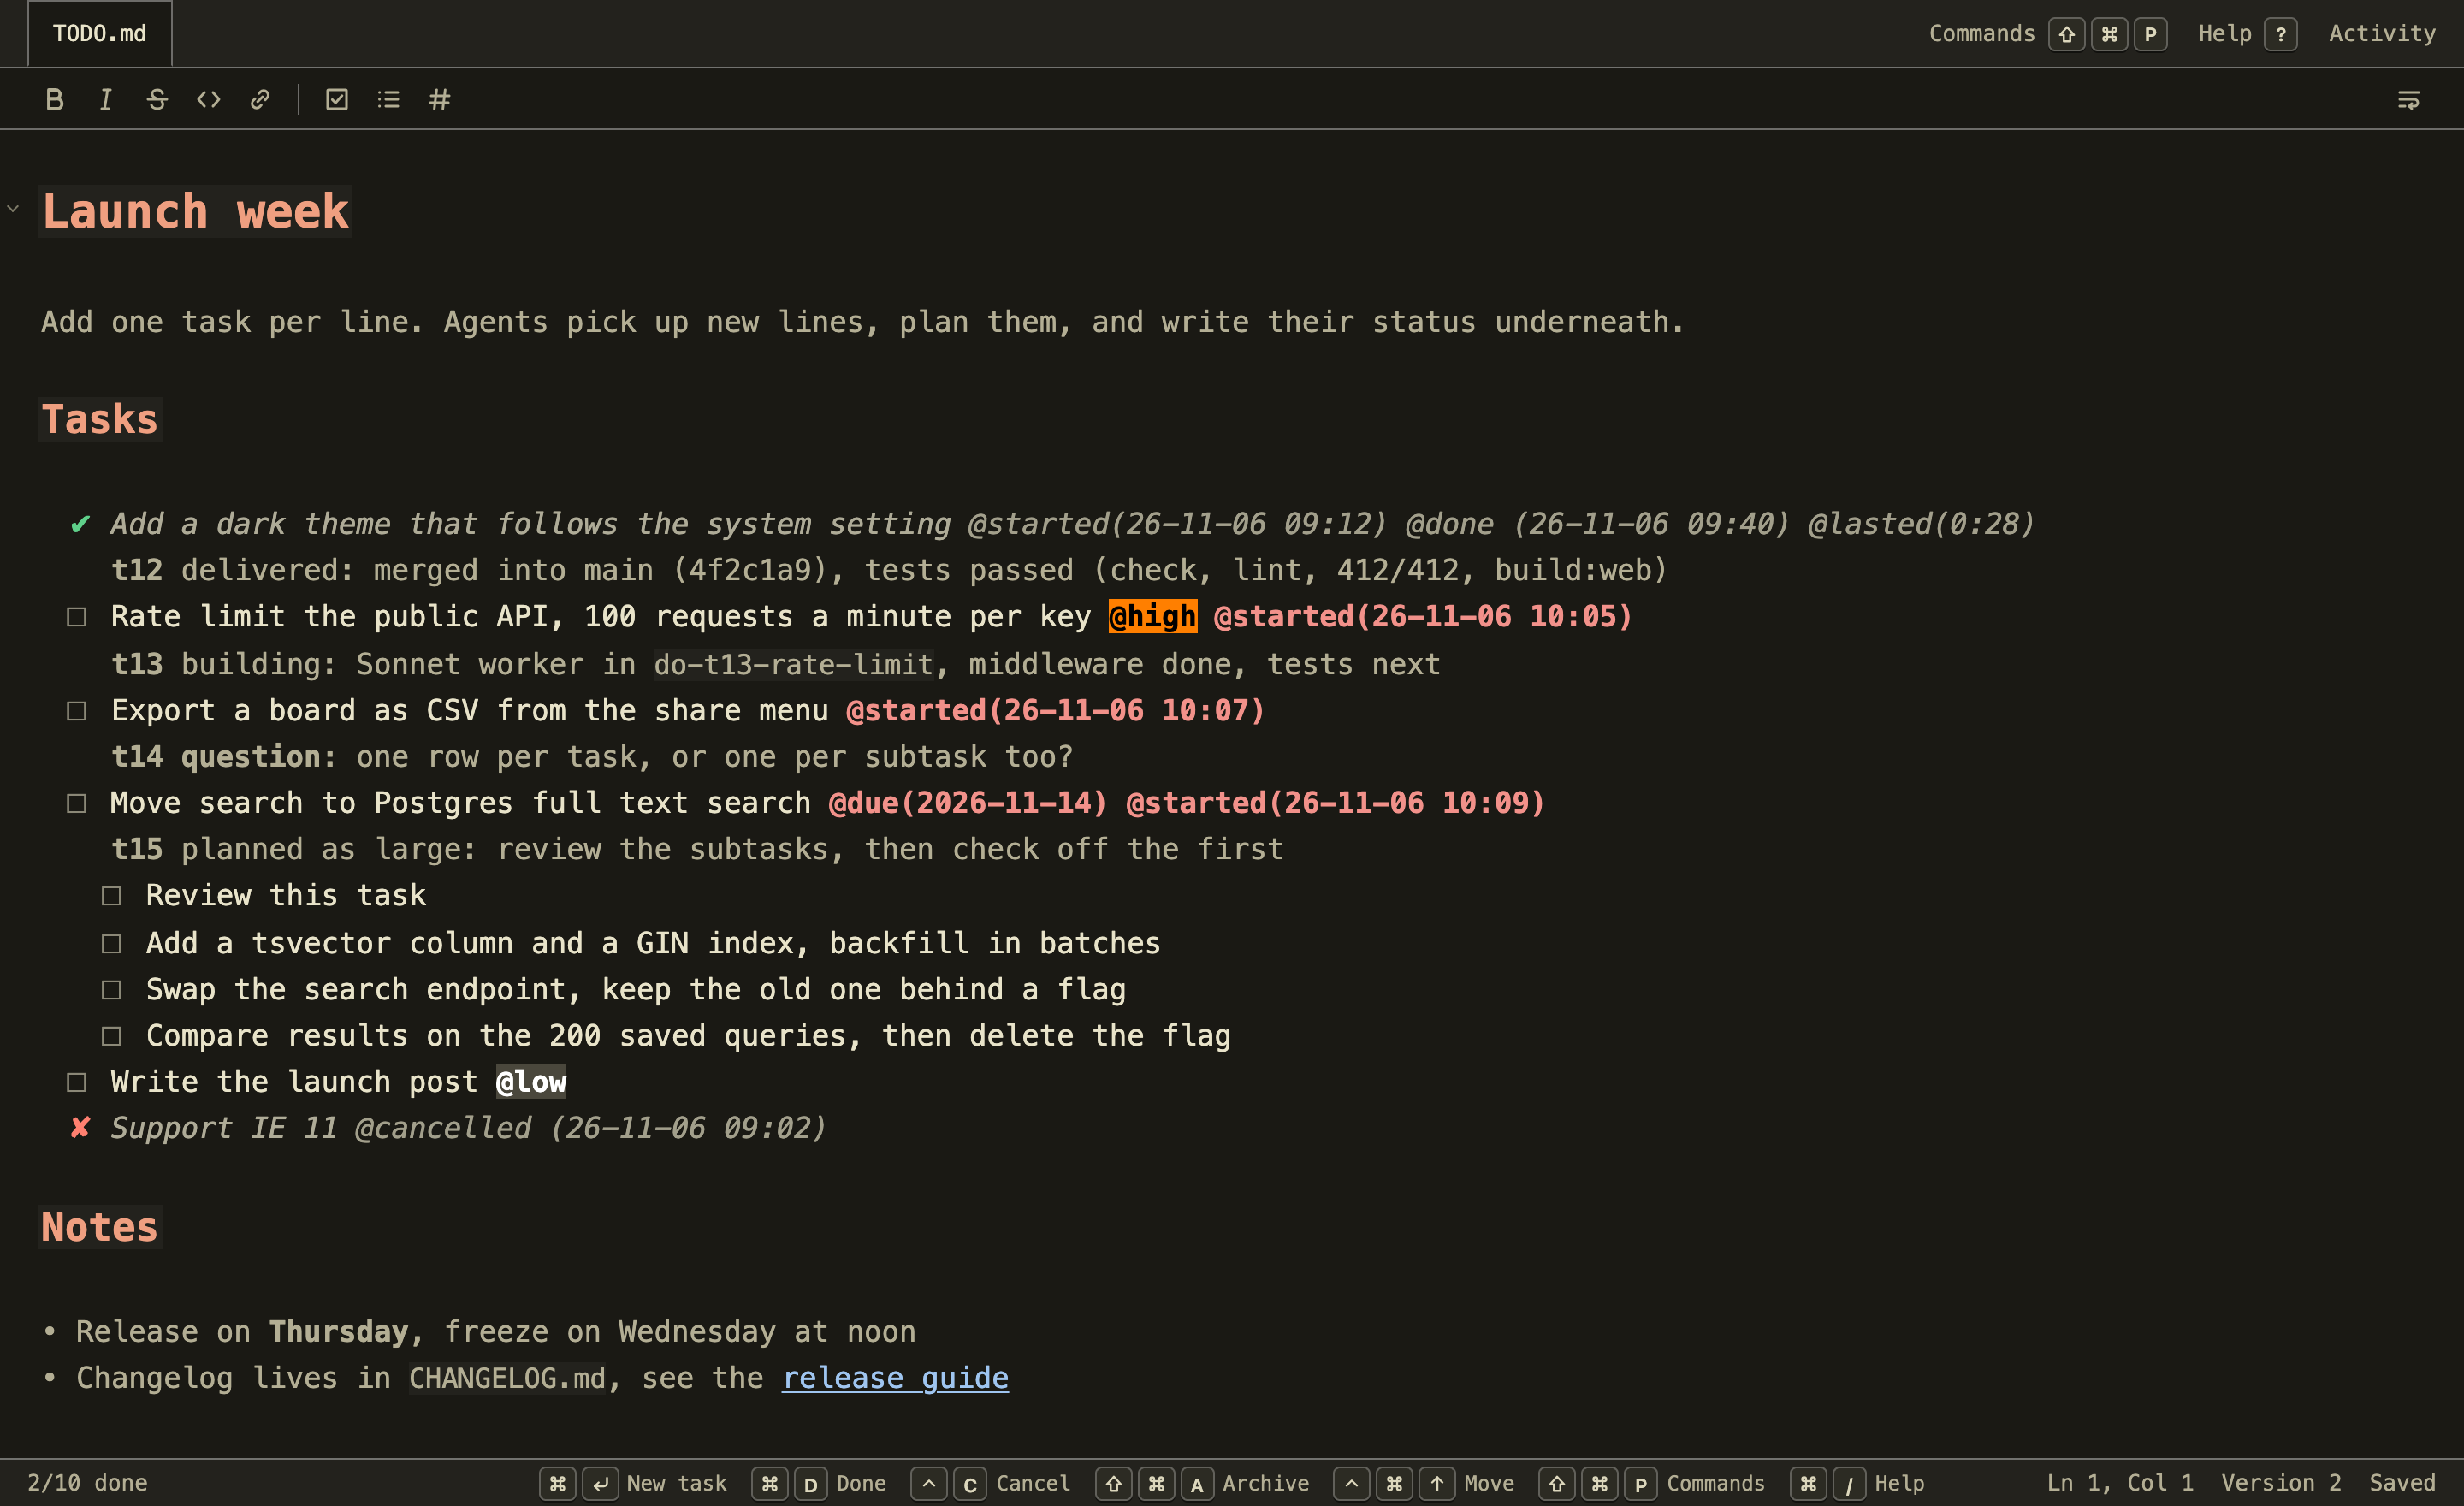 TODO.md
Commands ⇧ ⌘ P Help ? Activity
B I S <> #
Launch week
Add one task per line. Agents pick up new lines, plan them, and write their status underneath.
Tasks
✔ Add a dark theme that follows the system setting @started(26-11-06 09:12) @done (26-11-06 09:40) @lasted(0:28)
t12 delivered: merged into main (4f2c1a9), tests passed (check, lint, 412/412, build:web)
☐ Rate limit the public API, 100 requests a minute per key @high @started(26-11-06 10:05)
t13 building: Sonnet worker in do-t13-rate-limit, middleware done, tests next
☐ Export a board as CSV from the share menu @started(26-11-06 10:07)
t14 question: one row per task, or one per subtask too?
☐ Move search to Postgres full text search @due(2026-11-14) @started(26-11-06 10:09)
t15 planned as large: review the subtasks, then check off the first
☐ Review this task
☐ Add a tsvector column and a GIN index, backfill in batches
☐ Swap the search endpoint, keep the old one behind a flag
☐ Compare results on the 200 saved queries, then delete the flag
☐ Write the launch post @low
✘ Support IE 11 @cancelled (26-11-06 09:02)
Notes
• Release on Thursday, freeze on Wednesday at noon
• Changelog lives in CHANGELOG.md, see the release guide
2/10 done ⌘ ↵ New task ⌘ D Done ^ C Cancel ⇧ ⌘ A Archive ^ ⌘ ↑ Move ⇧ ⌘ P Commands ⌘ / Help Ln 1, Col 1 Version 2 Saved